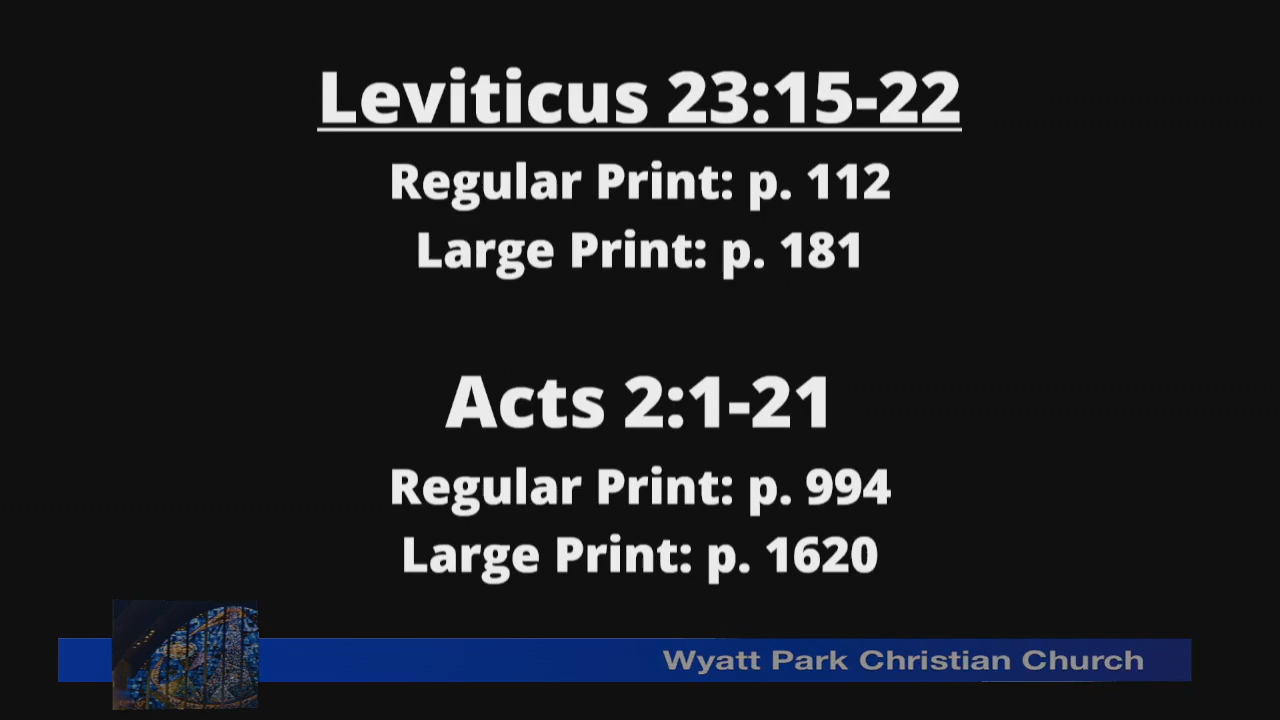 Leviticus 23:15-22
Regular Print: p. 112
Large Print: p. 181
Acts 2:1-21
Regular Print: p. 994
Large Print: p. 1620
Wyatt Park Christian Church